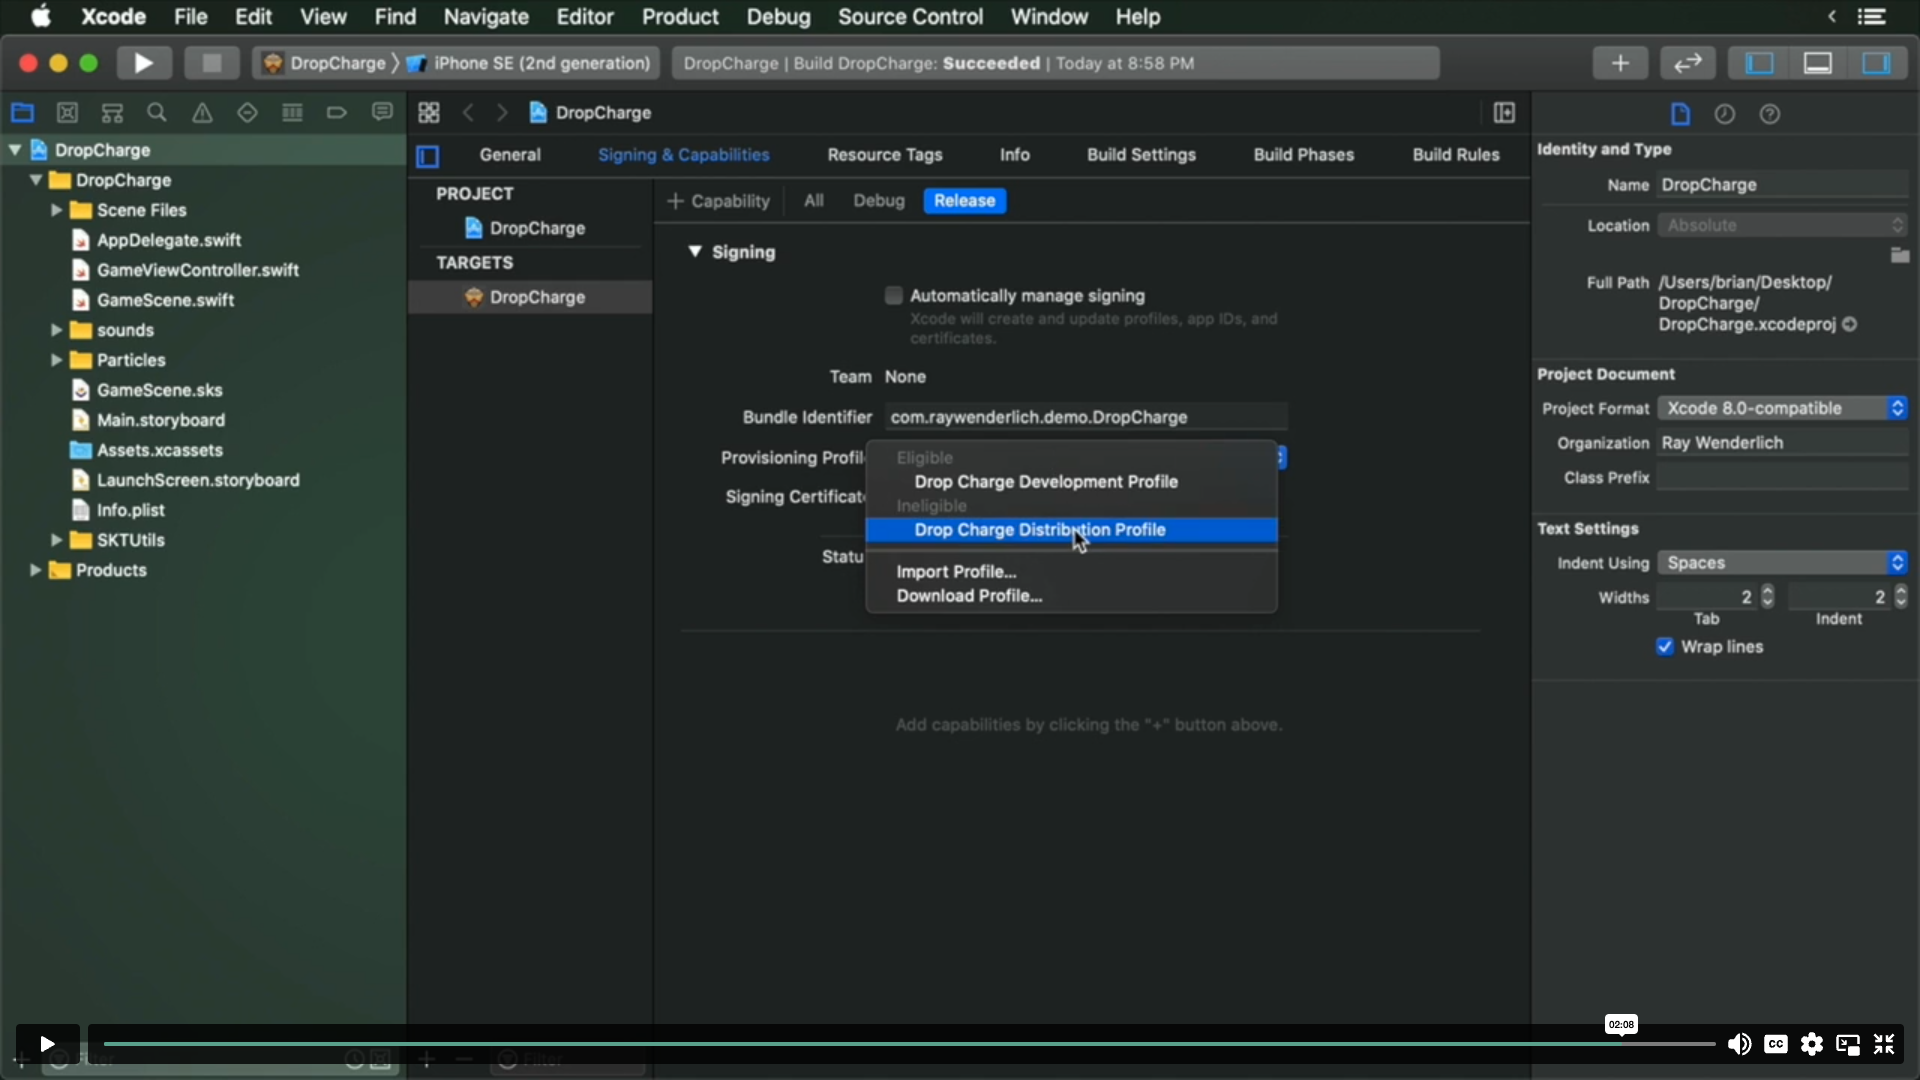 Xcode File Edit View Find Navigate Editor Product Debug Source Control Window Help
DropCharge iPhone SE (2nd generation) DropCharge | Build DropCharge: Succeeded | Today at 8:58 PM
DropCharge
General Signing & Capabilities Resource Tags Info Build Settings Build Phases Build Rules
DropCharge
DropCharge
Scene Files
AppDelegate.swift
GameViewController.swift
GameScene.swift
sounds
Particles
GameScene.sks
Main.storyboard
Assets.xcassets
LaunchScreen.storyboard
Info.plist
SKTUtils
Products
Filter
PROJECT
DropCharge
TARGETS
DropCharge
Filter
+ Capability All Debug Release
Signing
Automatically manage signing
Xcode will create and update profiles, app IDs, and
certificates.
Team None
Bundle Identifier com.raywenderlich.demo.DropCharge
Provisioning Profil
Signing Certificat
Statu
Eligible
Drop Charge Development Profile
Ineligible
Drop Charge Distribution Profile
Import Profile...
Download Profile...
Add capabilities by clicking the "+" button above.
Identity and Type
Name DropCharge
Location Absolute
Full Path /Users/brian/Desktop/
DropCharge/
DropCharge.xcodeproj
Project Document
Project Format Xcode 8.0-compatible
Organization Ray Wenderlich
Class Prefix
Text Settings
Indent Using Spaces
Widths 2 2
Tab Indent
Wrap lines
02:08
CC